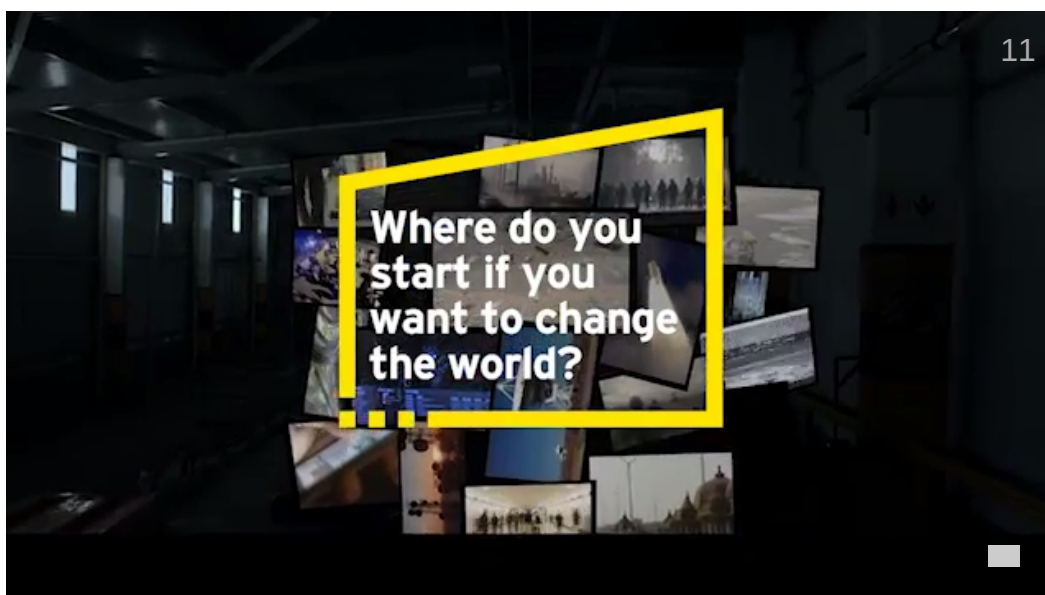 11
Where do you
start if you
want to change
the world?